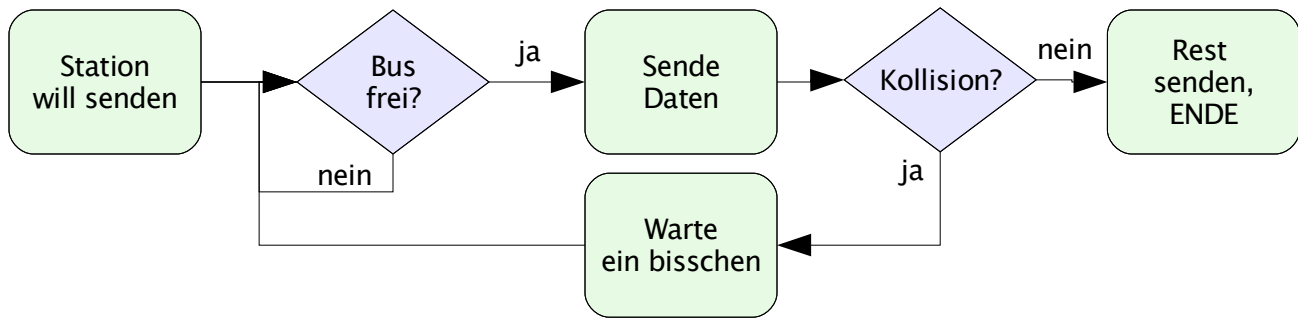 Station
will senden
Bus
frei?
ja
nein
Sende
Daten
Kollision?
nein
ja
Rest
senden,
ENDE
Warte
ein bisschen